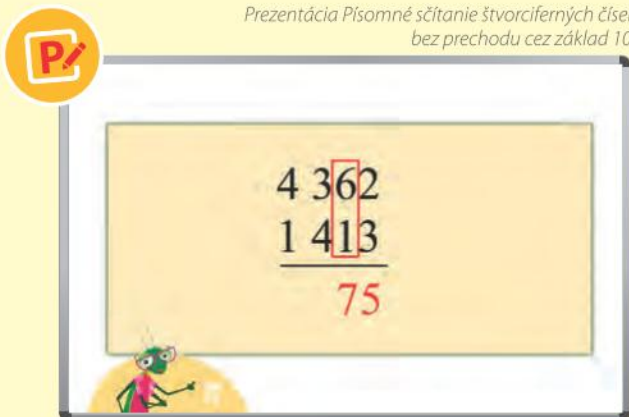 Prezentácia Písomné sčítanie štvorciferných čísel
bez prechodu cez základ 10
P
4 362
1 413
75